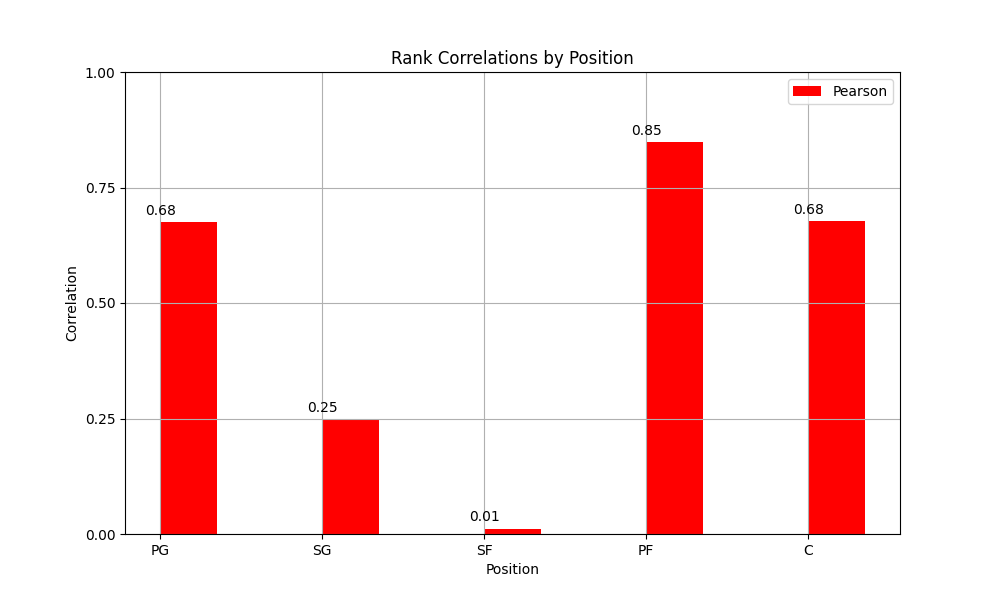 Rank Correlations by Position
1.00
Pearson
0.85
0.75
0.68
0.68
0.50
Correlation
0.25
0.25
0.01
0.00
PG SG SF PF C
Position